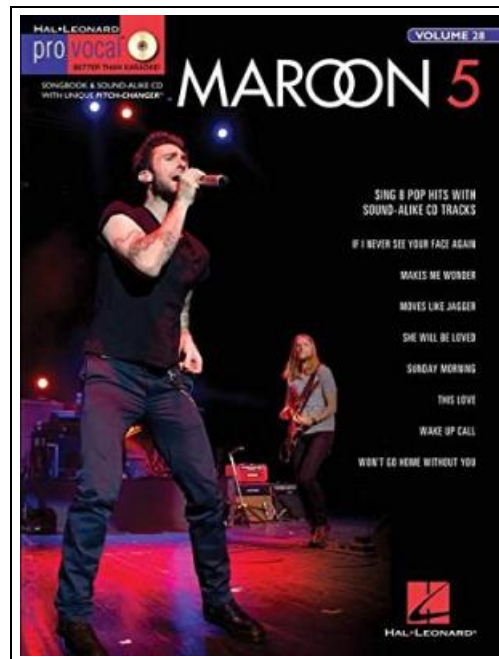 HAL•LEONARD
pro vocal
BETTER THAN KARAOKE!
SONGBOOK & SOUND-ALIKE CD
WITH UNIQUE PITCH-CHANGER™
VOLUME 28
MAROON 5
SING 8 POP HITS WITH
SOUND-ALIKE CD TRACKS
IF I NEVER SEE YOUR FACE AGAIN
MAKES ME WONDER
MOVES LIKE JAGGER
SHE WILL BE LOVED
SUNDAY MORNING
THIS LOVE
WAKE UP CALL
WON'T GO HOME WITHOUT YOU
HAL•LEONARD®